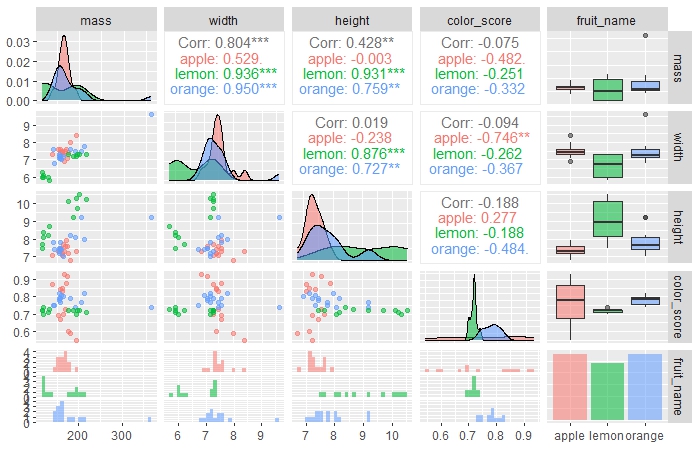 mass width height color_score fruit_name
0.03
0.02
0.01
0.00
Corr: 0.804***
apple: 0.529.
lemon: 0.936***
orange: 0.950***
Corr: 0.428**
apple: -0.003
lemon: 0.931***
orange: 0.759**
Corr: -0.075
apple: -0.482.
lemon: -0.251
orange: -0.332
mass
9
8
7
6
Corr: 0.019
apple: -0.238
lemon: 0.876***
orange: 0.727**
Corr: -0.094
apple: -0.746**
lemon: -0.262
orange: -0.367
width
10
9
8
7
Corr: -0.188
apple: 0.277
lemon: -0.188
orange: -0.484.
height
0.9
0.8
0.7
0.6
color_score
fruit_name
200 300 6 7 8 9 7 8 9 10 0.6 0.7 0.8 0.9 apple lemon orange